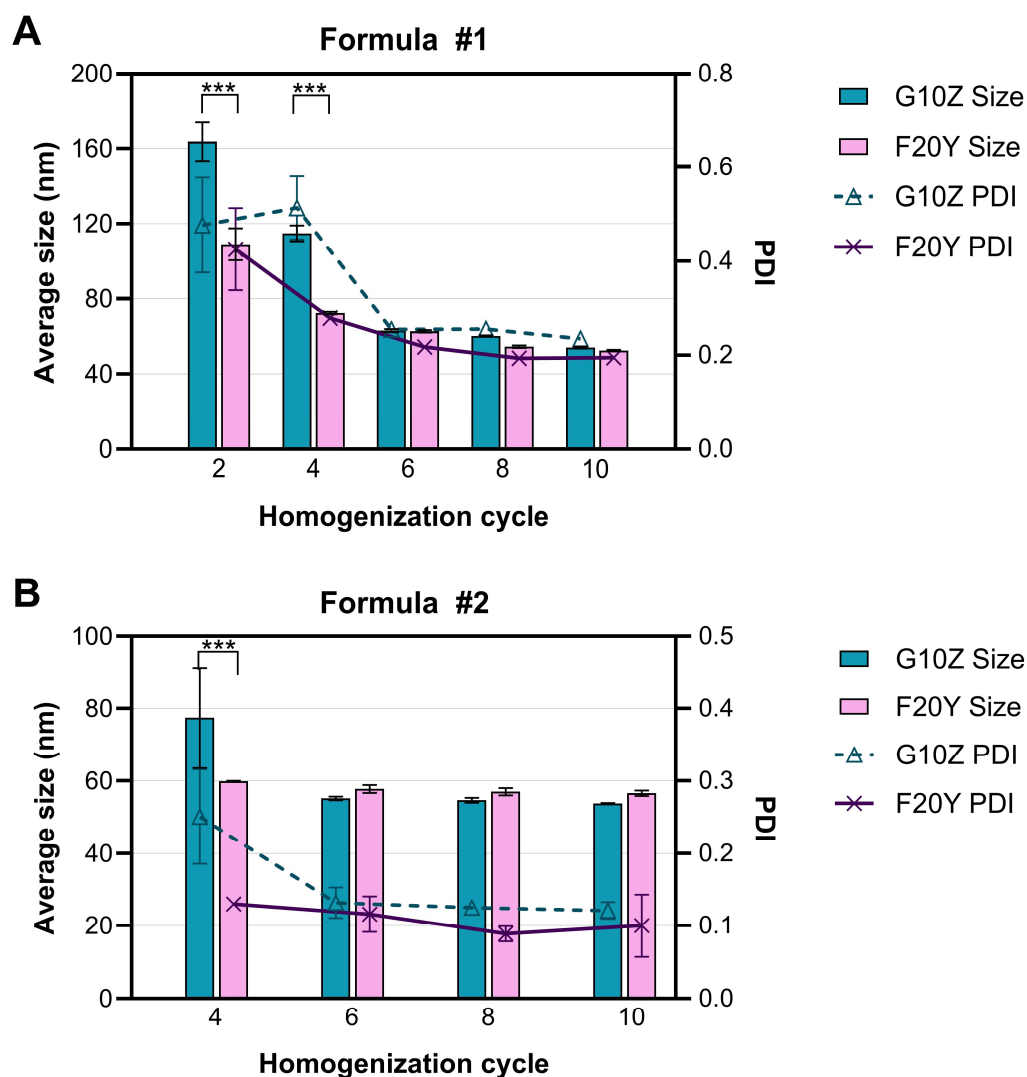 A
Formula #1
200
160
120
80
40
0
Average size (nm)
*** ***
0.8
0.6
0.4
0.2
0.0
PDI
2 4 6 8 10
Homogenization cycle
G10Z Size
F20Y Size
G10Z PDI
F20Y PDI
B
Formula #2
100
80
60
40
20
0
Average size (nm)
***
0.5
0.4
0.3
0.2
0.1
0.0
PDI
4 6 8 10
Homogenization cycle
G10Z Size
F20Y Size
G10Z PDI
F20Y PDI